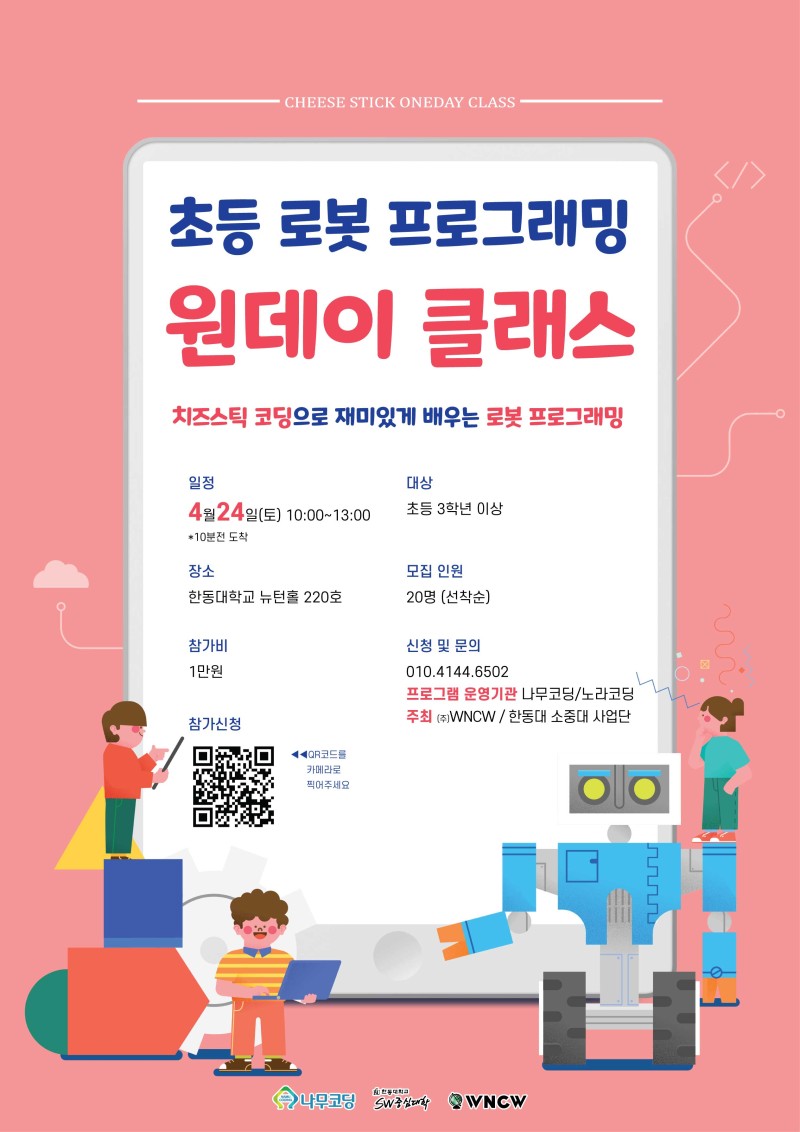 CHEESE STICK ONEDAY CLASS
초등 로봇 프로그래밍
원데이 클래스
치즈스틱 코딩으로 재미있게 배우는 로봇 프로그래밍
일정
4월24일(토) 10:00~13:00
*10분전 도착
대상
초등 3학년 이상
장소
한동대학교 뉴턴홀 220호
모집 인원
20명 (선착순)
참가비
1만원
신청 및 문의
010.4144.6502
프로그램 운영기관 나무코딩/노라코딩
주최 (주)WNCW / 한동대 소중대 사업단
참가신청
◀◀QR코드를
카메라로
찍어주세요
</>
나무코딩
한동대학교
SW중심대학
WNCW